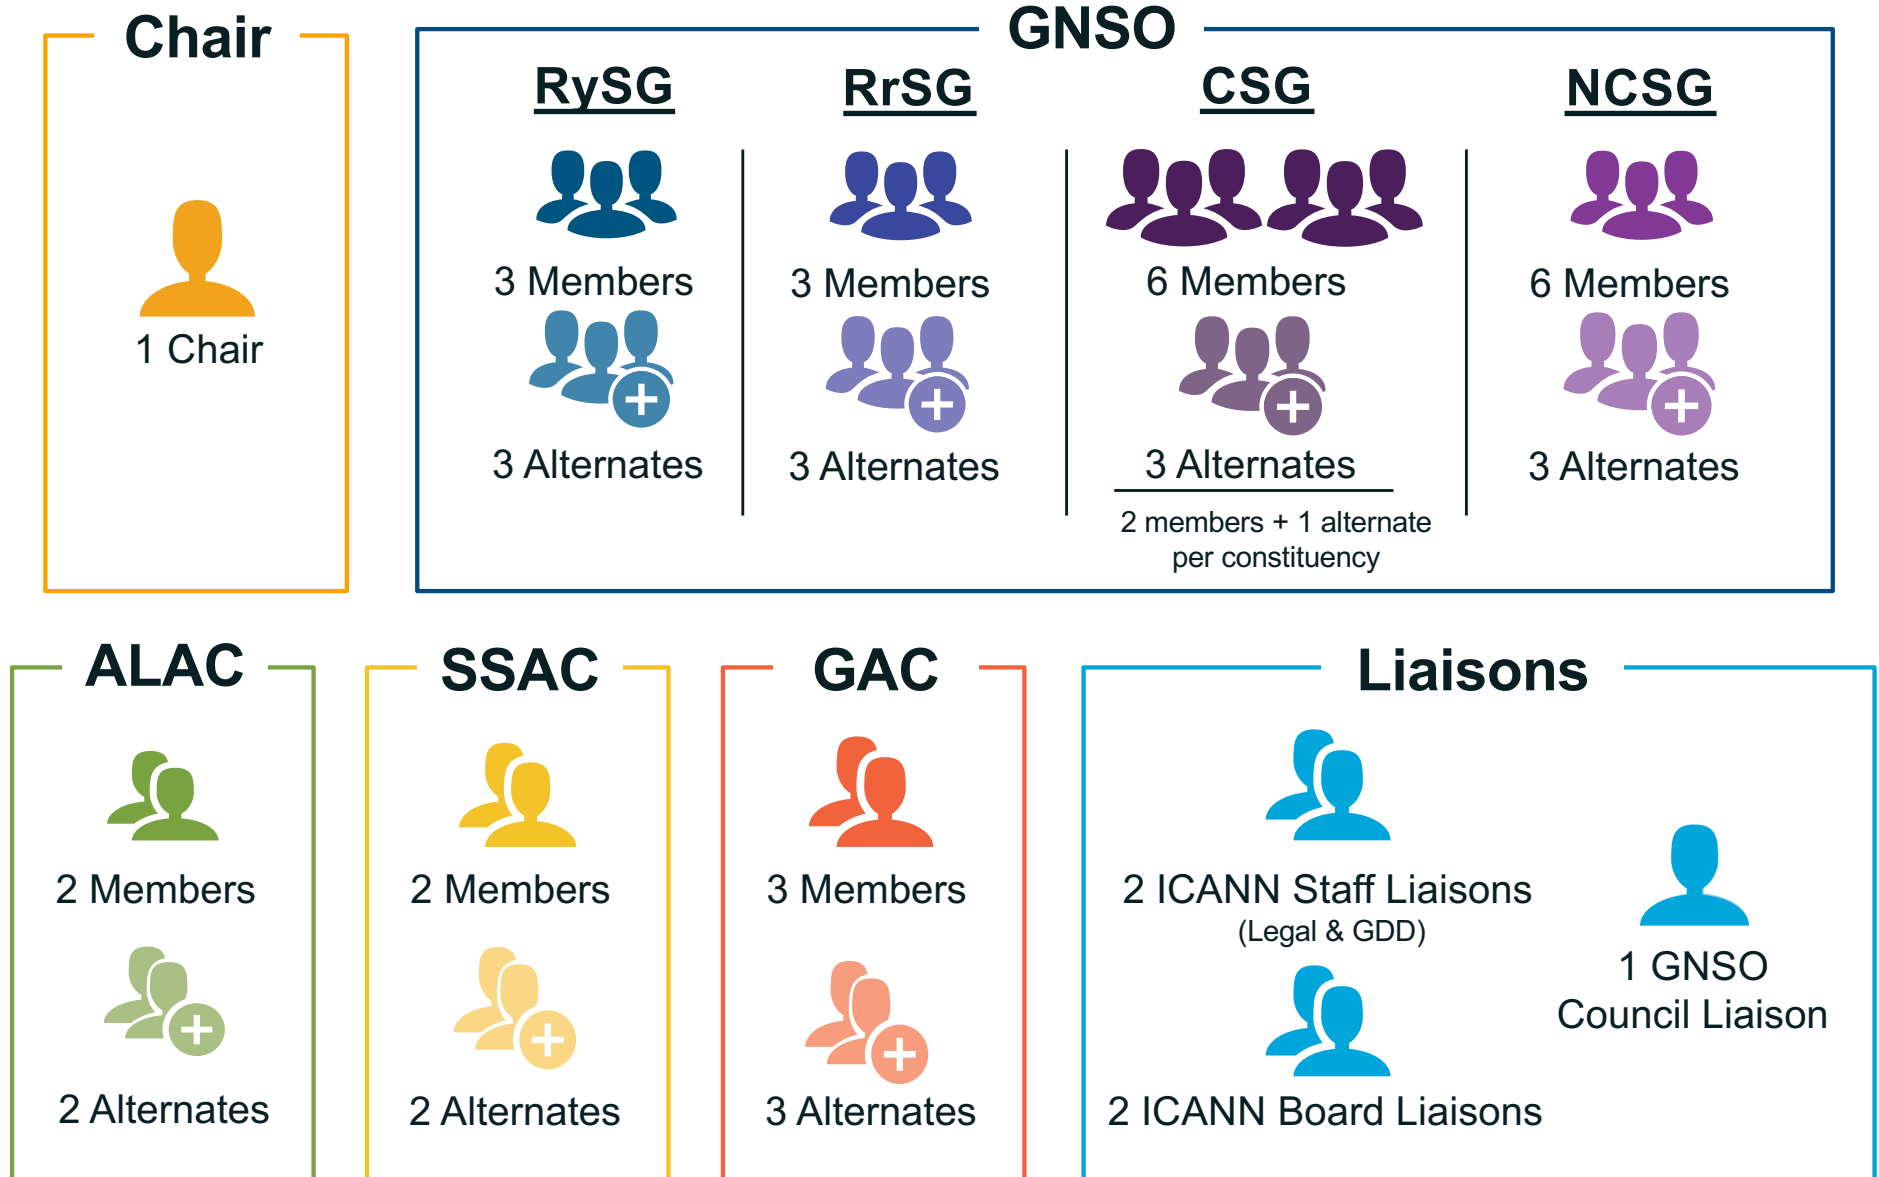 Chair
1 Chair
GNSO
RySG
3 Members
3 Alternates
RrSG
3 Members
3 Alternates
CSG
6 Members
3 Alternates
2 members + 1 alternate
per constituency
NCSG
6 Members
3 Alternates
ALAC
2 Members
2 Alternates
SSAC
2 Members
2 Alternates
GAC
3 Members
3 Alternates
Liaisons
2 ICANN Staff Liaisons
(Legal & GDD)
2 ICANN Board Liaisons
1 GNSO
Council Liaison